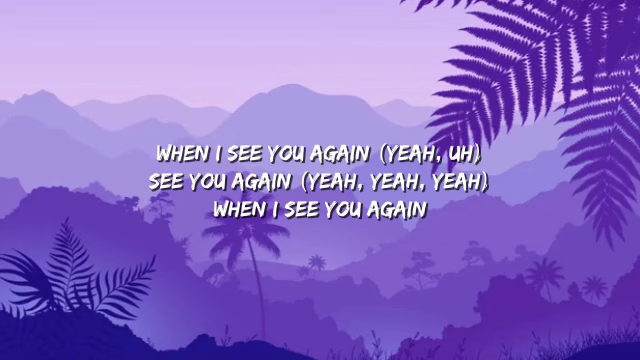 WHEN I SEE YOU AGAIN (YEAH, UH)
SEE YOU AGAIN (YEAH, YEAH, YEAH)
WHEN I SEE YOU AGAIN